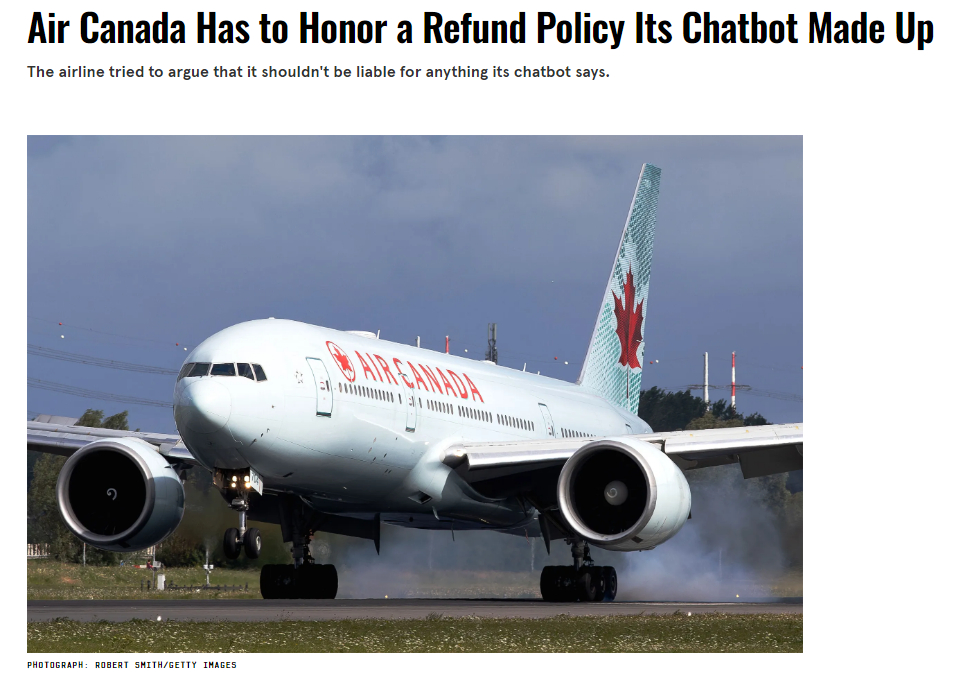 Air Canada Has to Honor a Refund Policy Its Chatbot Made Up
The airline tried to argue that it shouldn't be liable for anything its chatbot says.
AIR CANADA
PHOTOGRAPH: ROBERT SMITH/GETTY IMAGES